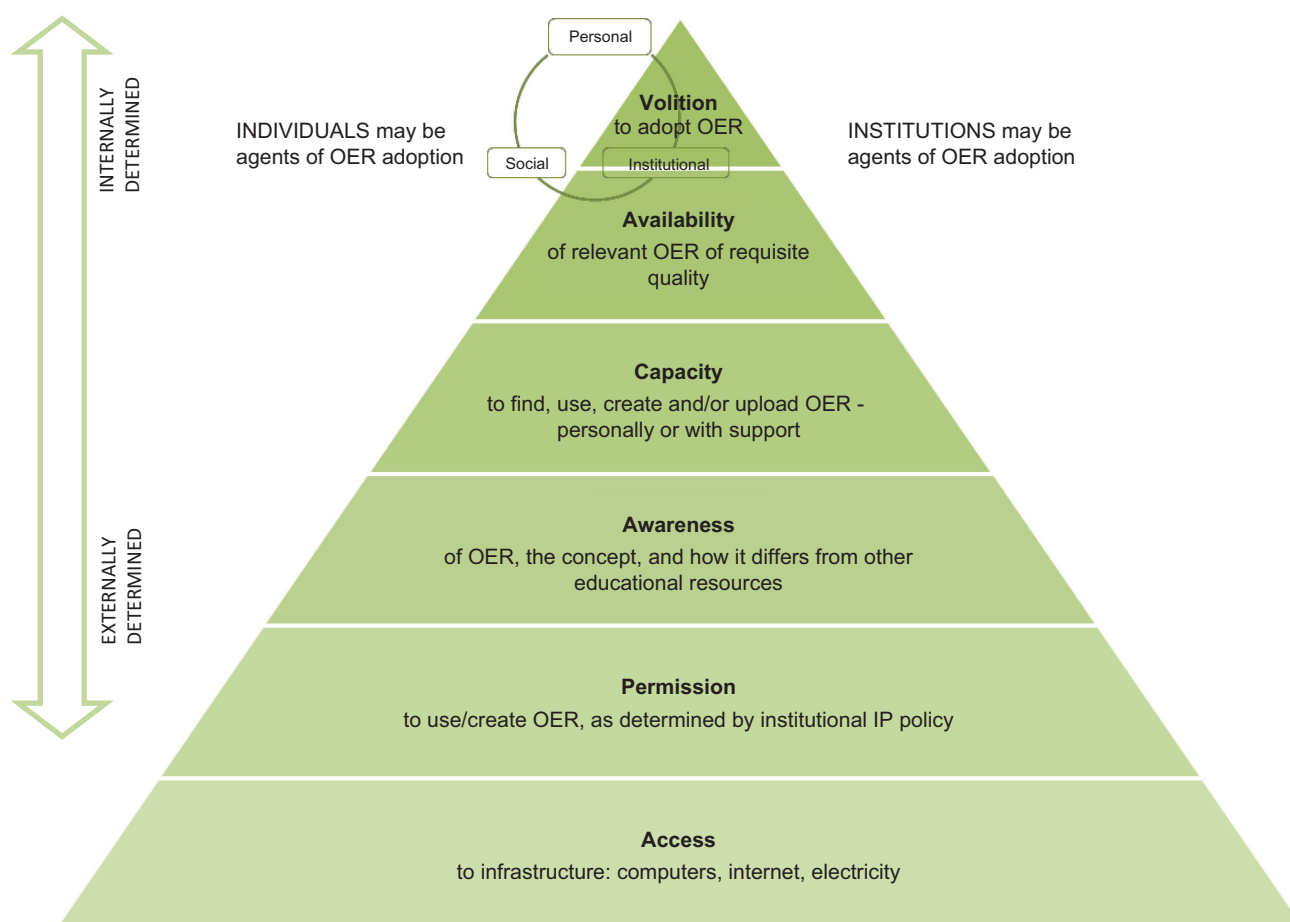 Personal
INTERNALLY
DETERMINED
INDIVIDUALS may be
agents of OER adoption
Volition
to adopt OER
INSTITUTIONS may be
agents of OER adoption
Social
Institutional
Availability
of relevant OER of requisite
quality
Capacity
to find, use, create and/or upload OER -
personally or with support
EXTERNALLY
DETERMINED
Awareness
of OER, the concept, and how it differs from other
educational resources
Permission
to use/create OER, as determined by institutional IP policy
Access
to infrastructure: computers, internet, electricity